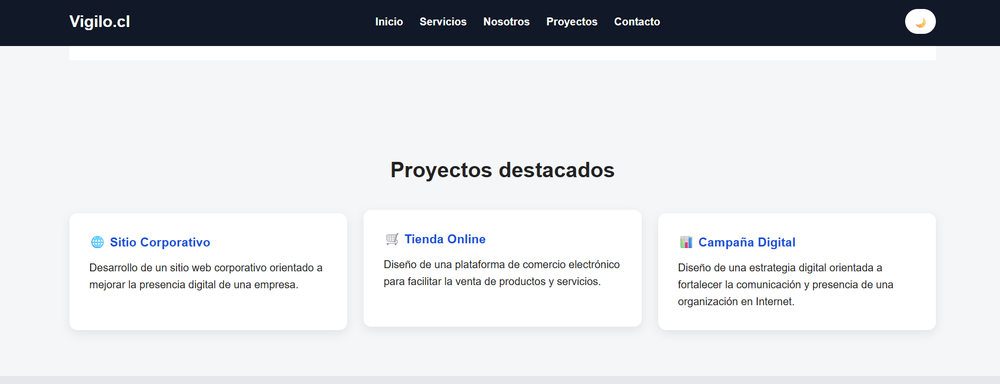 Vigilo.cl
Inicio Servicios Nosotros Proyectos Contacto
Proyectos destacados
Sitio Corporativo
Desarrollo de un sitio web corporativo orientado a
mejorar la presencia digital de una empresa.
Tienda Online
Diseño de una plataforma de comercio electrónico
para facilitar la venta de productos y servicios.
Campaña Digital
Diseño de una estrategia digital orientada a
fortalecer la comunicación y presencia de una
organización en Internet.